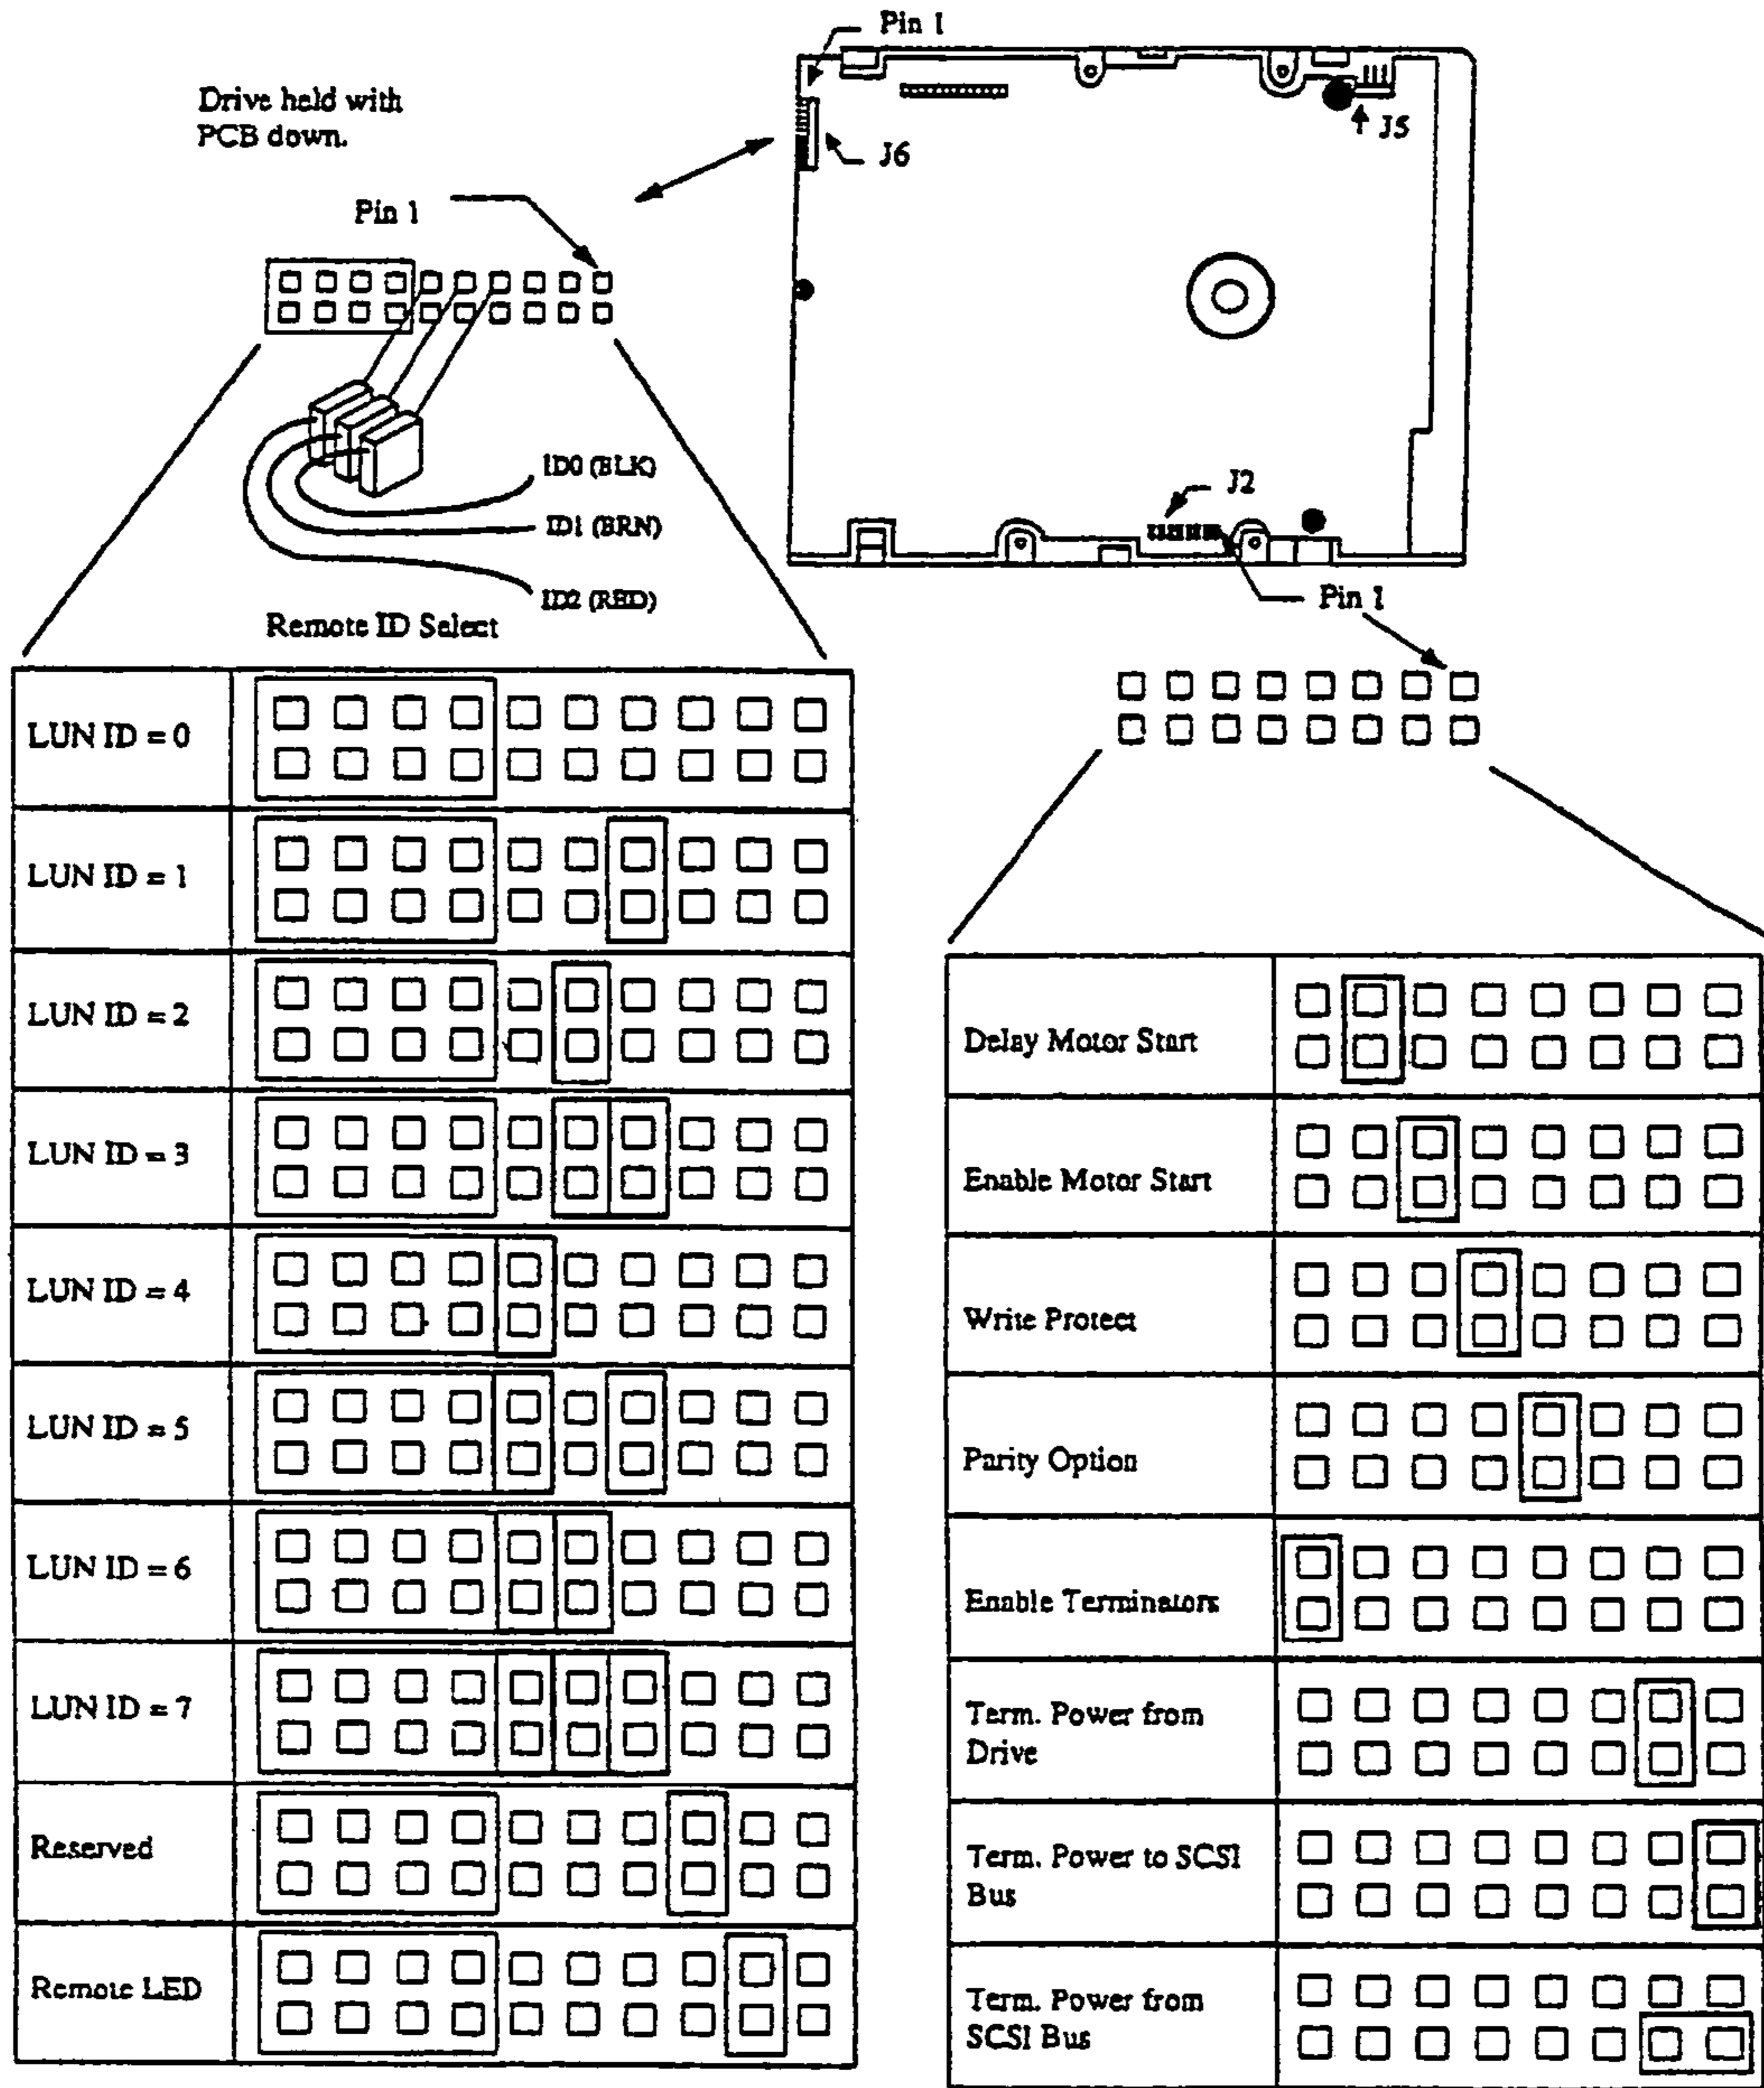 Pin 1
Drive held with
PCB down.
J5
J6
Pin 1
ID0 (BLK)
J2
ID1 (BRN)
ID2 (RED)
Pin 1
Remote ID Select
LUN ID = 0
LUN ID = 1
LUN ID = 2
LUN ID = 3
LUN ID = 4
LUN ID = 5
LUN ID = 6
LUN ID = 7
Reserved
Remote LED
Delay Motor Start
Enable Motor Start
Write Protect
Parity Option
Enable Terminators
Term. Power from
Drive
Term. Power to SCSI
Bus
Term. Power from
SCSI Bus